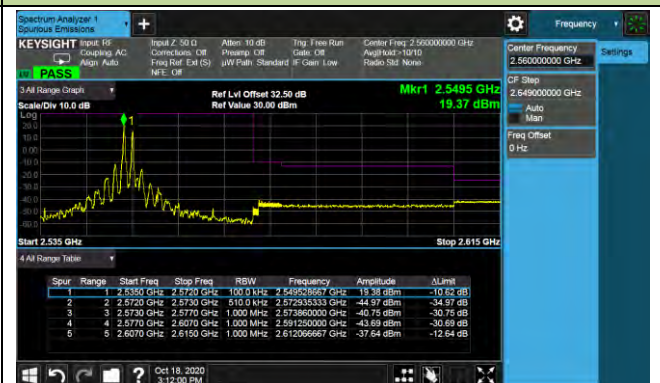 Spectrum Analyzer 1
Spurious Emissions
Frequency
KEYSIGHT
Input: RF
Coupling: AC
Align: Auto
Input Z: 50 Ω
Corrections: Off
Freq Ref: Ext (S)
NFE: Off
Atten: 10 dB
Preamp: Off
µW Path: Standard
Trig: Free Run
Gate: Off
IF Gain: Low
Center Freq: 2.560000000 GHz
Avg|Hold:>10/10
Radio Std: None
PASS
3 All Range Graph
Scale/Div 10.0 dB
Ref Lvl Offset 32.50 dB
Ref Value 30.00 dBm
Mkr1 2.5495 GHz
19.37 dBm
Log
20.0
10.0
0.00
-10.0
-20.0
-30.0
-40.0
-50.0
-60.0
1
Start 2.535 GHz
Stop 2.615 GHz
4 All Range Table
Spur Range Start Freq Stop Freq RBW Frequency Amplitude ΔLimit
1 1 2.5350 GHz 2.5720 GHz 100.0 kHz 2.549528667 GHz 19.38 dBm -10.62 dB
2 2 2.5720 GHz 2.5730 GHz 510.0 kHz 2.572935333 GHz -44.97 dBm -34.97 dB
3 3 2.5730 GHz 2.5770 GHz 1.000 MHz 2.573860000 GHz -40.75 dBm -30.75 dB
4 4 2.5770 GHz 2.6070 GHz 1.000 MHz 2.591250000 GHz -43.69 dBm -30.69 dB
5 5 2.6070 GHz 2.6150 GHz 1.000 MHz 2.612066667 GHz -37.64 dBm -12.64 dB
Center Frequency
2.560000000 GHz
Settings
CF Step
2.649000000 GHz
Auto
Man
Freq Offset
0 Hz
?
Oct 18, 2020
3:12:00 PM